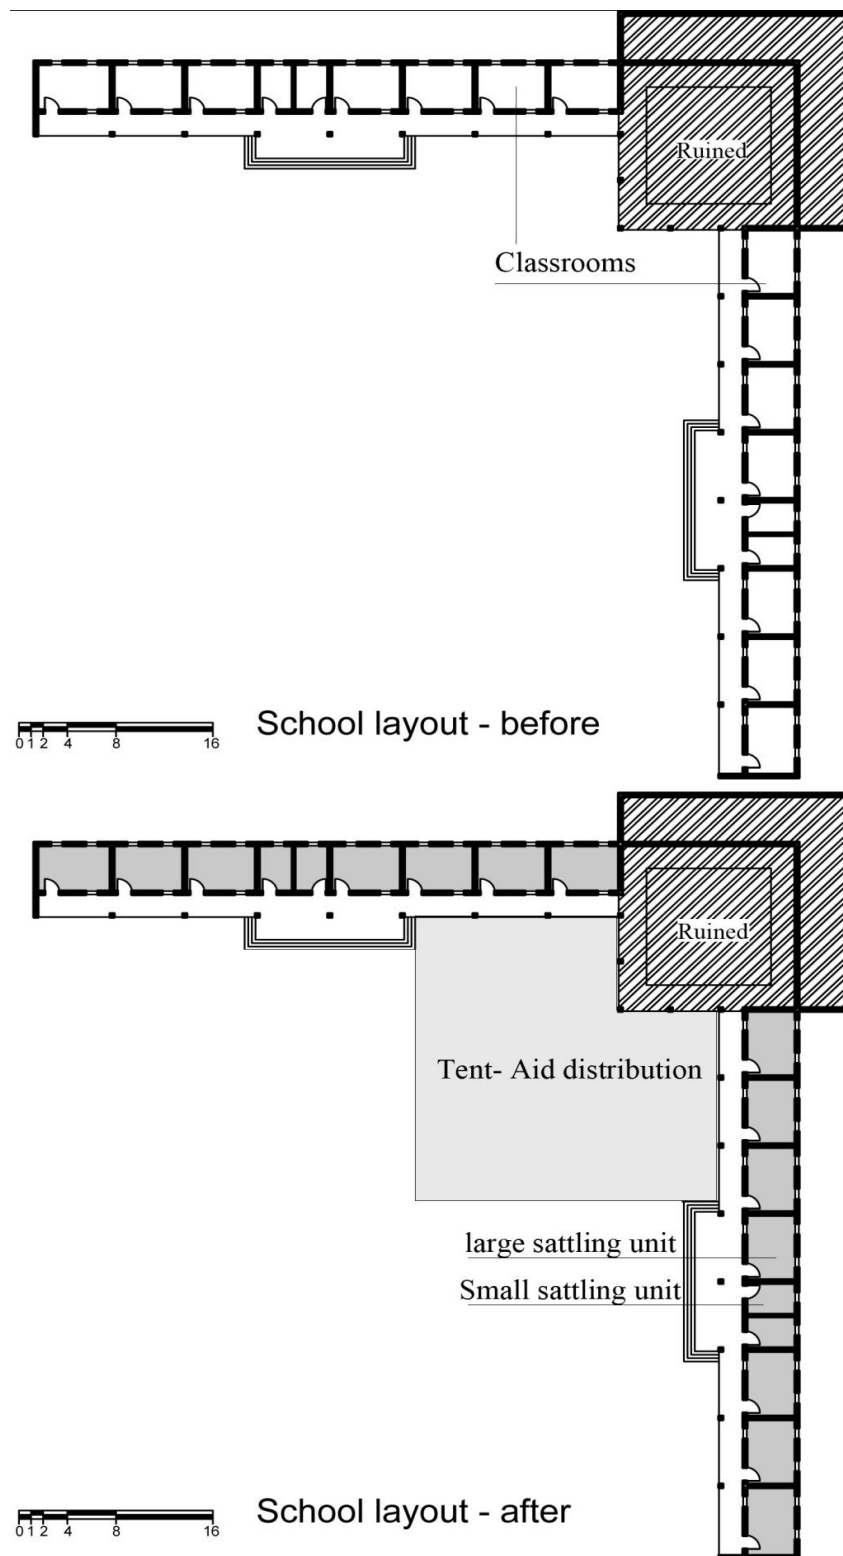 Ruined
Classrooms
0 1 2 4 8 16
School layout - before
Ruined
Tent- Aid distribution
large sattling unit
Small sattling unit
0 1 2 4 8 16
School layout - after